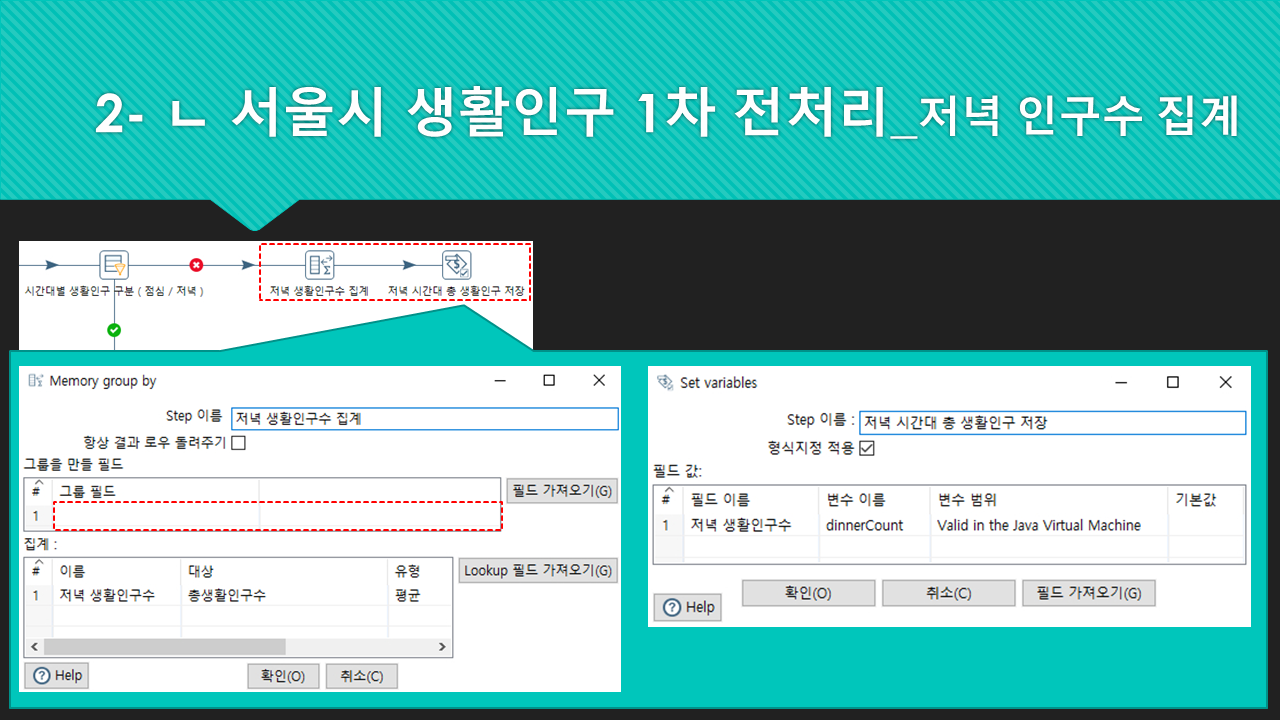 2- ㄴ 서울시 생활인구 1차 전처리_저녁 인구수 집계
시간대별 생활인구 구분 ( 점심 / 저녁 )
저녁 생활인구수 집계
저녁 시간대 총 생활인구 저장
Memory group by
Step 이름
저녁 생활인구수 집계
항상 결과 로우 돌려주기
그룹을 만들 필드
# 그룹 필드
1
필드 가져오기(G)
집계 :
# 이름 대상 유형
1 저녁 생활인구수 총생활인구수 평균
Lookup 필드 가져오기(G)
Help
확인(O)
취소(C)
Set variables
Step 이름 :
저녁 시간대 총 생활인구 저장
형식지정 적용
필드 값:
# 필드 이름 변수 이름 변수 범위 기본값
1 저녁 생활인구수 dinnerCount Valid in the Java Virtual Machine
Help
확인(O)
취소(C)
필드 가져오기(G)